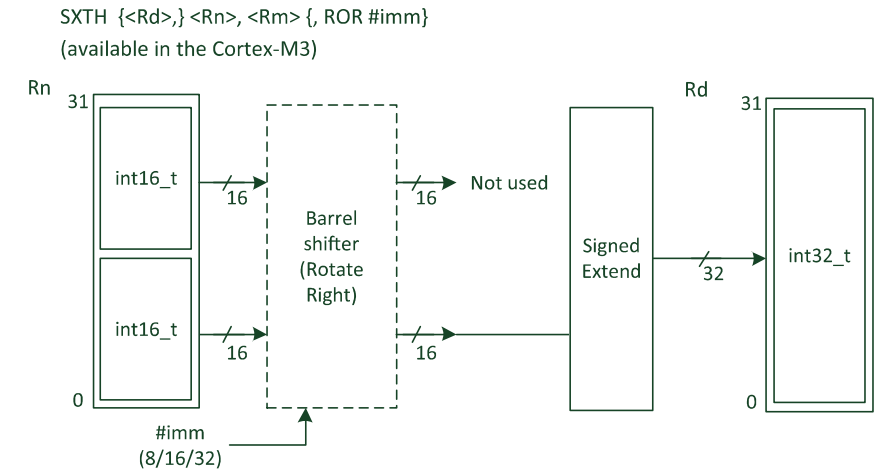 SXTH {<Rd>,} <Rn>, <Rm> {, ROR #imm}
(available in the Cortex-M3)
Rn
31
int16_t
16
int16_t
16
0
Barrel
shifter
(Rotate
Right)
#imm
(8/16/32)
16
Not used
16
Signed
Extend
32
Rd
31
int32_t
0